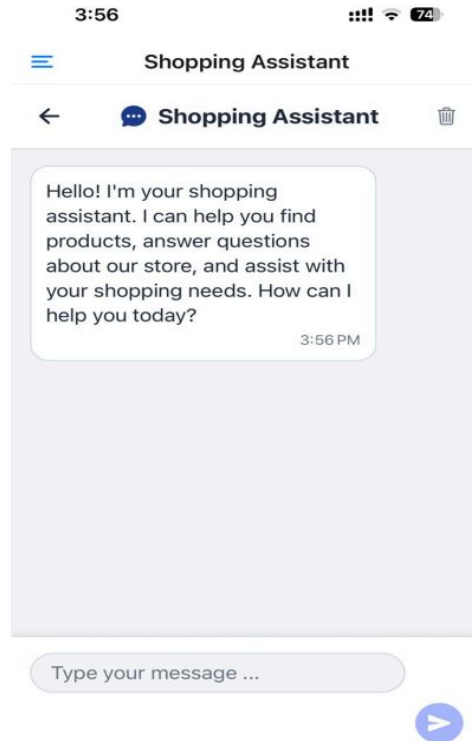 3:56
74
Shopping Assistant
Shopping Assistant
Hello! I'm your shopping
assistant. I can help you find
products, answer questions
about our store, and assist with
your shopping needs. How can I
help you today?
3:56 PM
Type your message ...